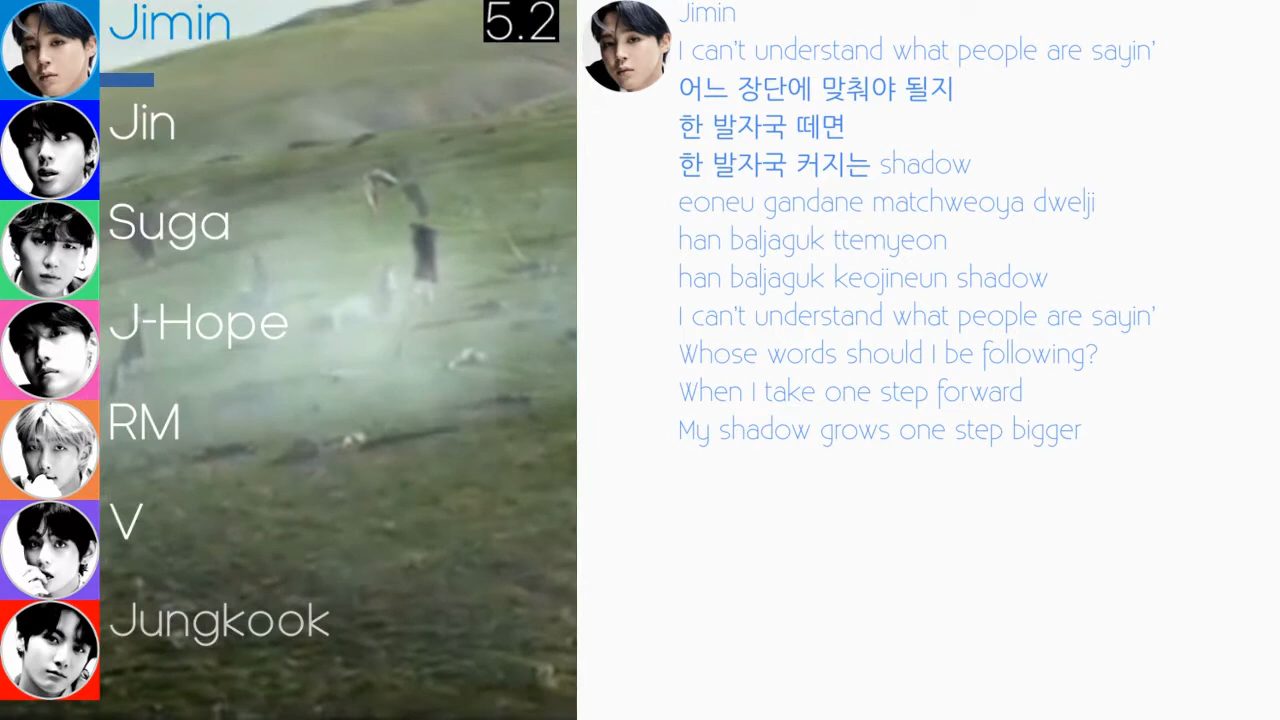 Jimin
5.2
Jin
Suga
J-Hope
RM
V
Jungkook
Jimin
I can't understand what people are sayin'
어느 장단에 맞춰야 될지
한 발자국 떼면
한 발자국 커지는 shadow
eoneu gandane matchweoya dwelji
han baljaguk ttemyeon
han baljaguk keojineun shadow
I can't understand what people are sayin'
Whose words should I be following?
When I take one step forward
My shadow grows one step bigger